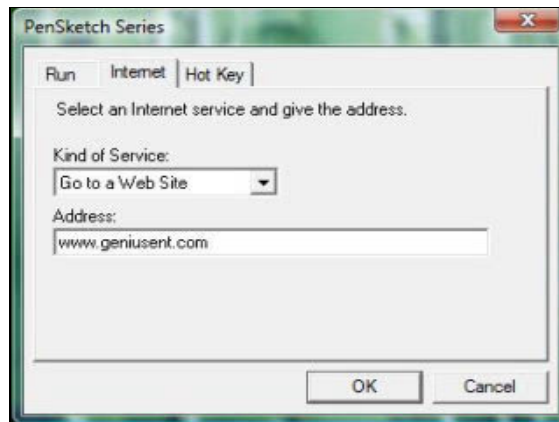 PenSketch Series
Run Internet Hot Key
Select an Internet service and give the address.
Kind of Service:
Go to a Web Site
Address:
www.geniusent.com
OK Cancel